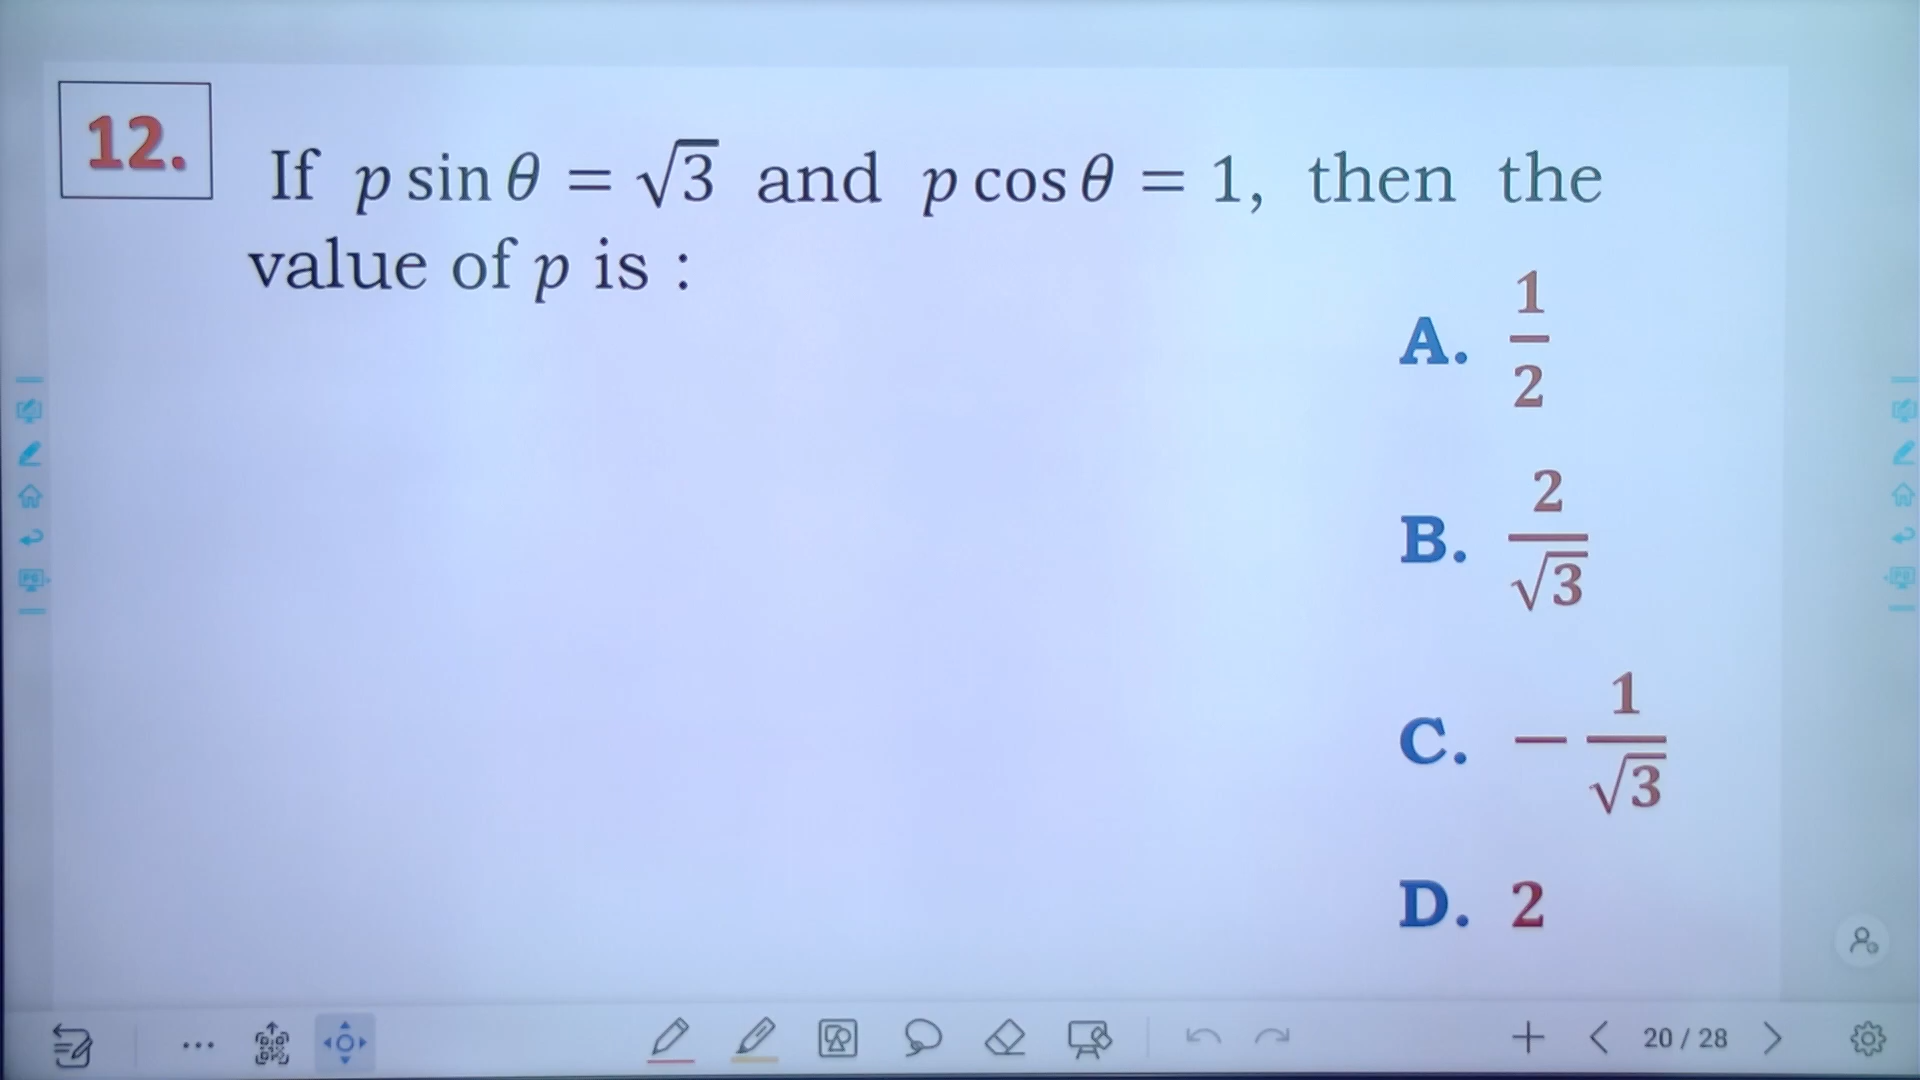 12.
If p sin θ = √3 and p cos θ = 1, then the
value of p is :
A. 1/2
B. 2/√3
C. − 1/√3
D. 2
20 / 28